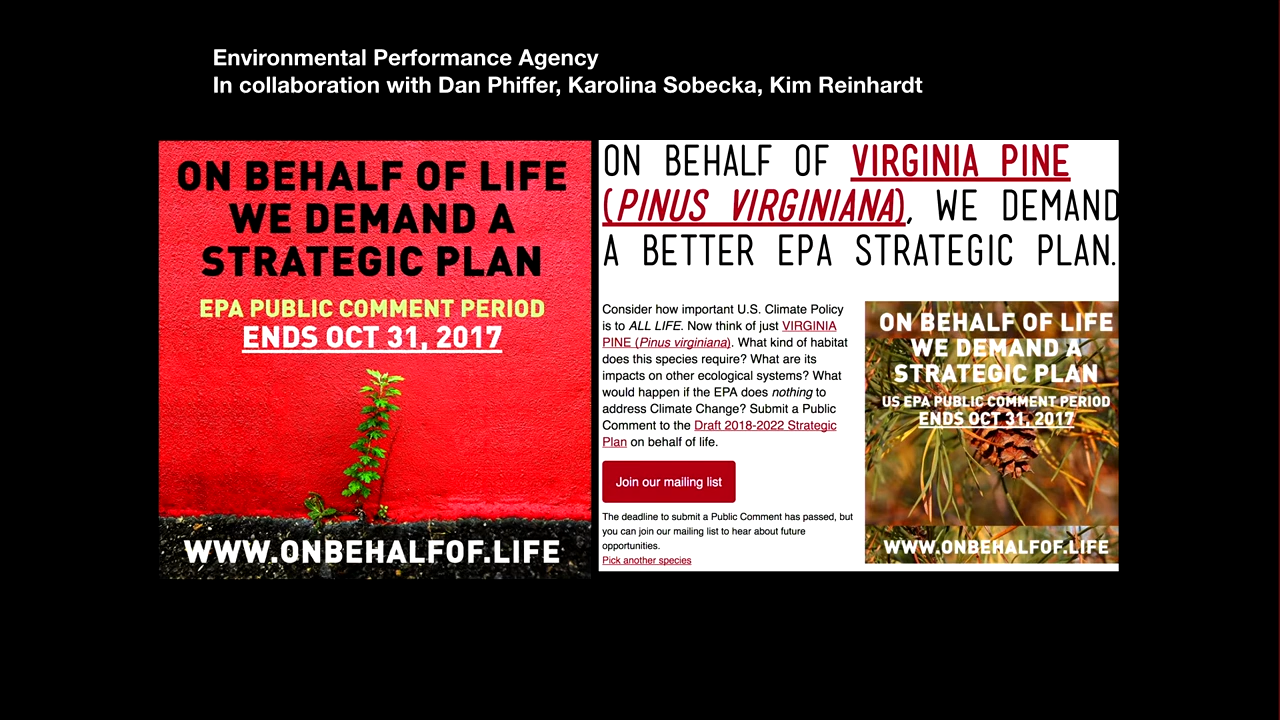 Environmental Performance Agency
In collaboration with Dan Phiffer, Karolina Sobecka, Kim Reinhardt
ON BEHALF OF LIFE
WE DEMAND A
STRATEGIC PLAN
EPA PUBLIC COMMENT PERIOD
ENDS OCT 31, 2017
WWW.ONBEHALFOF.LIFE
ON BEHALF OF VIRGINIA PINE
(PINUS VIRGINIANA), WE DEMAND
A BETTER EPA STRATEGIC PLAN.
Consider how important U.S. Climate Policy
is to ALL LIFE. Now think of just VIRGINIA
PINE (Pinus virginiana). What kind of habitat
does this species require? What are its
impacts on other ecological systems? What
would happen if the EPA does nothing to
address Climate Change? Submit a Public
Comment to the Draft 2018-2022 Strategic
Plan on behalf of life.
Join our mailing list
The deadline to submit a Public Comment has passed, but
you can join our mailing list to hear about future
opportunities.
Pick another species
ON BEHALF OF LIFE
WE DEMAND A
STRATEGIC PLAN
US EPA PUBLIC COMMENT PERIOD
ENDS OCT 31, 2017
WWW.ONBEHALFOF.LIFE